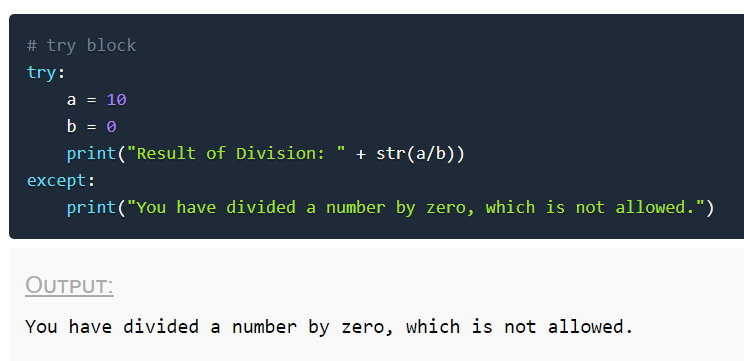 # try block
try:
    a = 10
    b = 0
    print("Result of Division: " + str(a/b))
except:
    print("You have divided a number by zero, which is not allowed.")
OUTPUT:
You have divided a number by zero, which is not allowed.